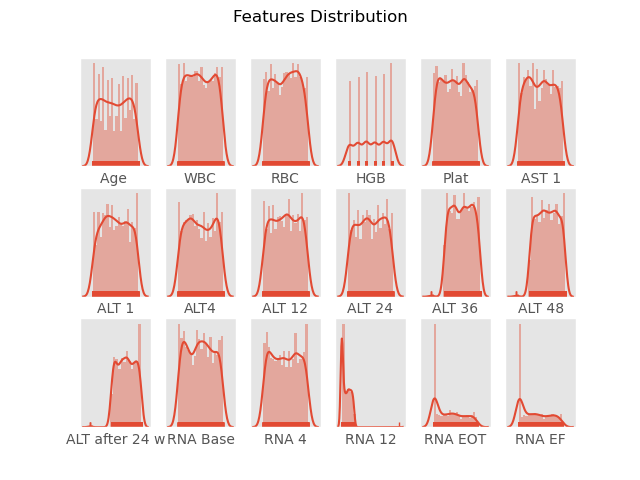 Features Distribution
Age WBC RBC HGB Plat AST 1
ALT 1 ALT4 ALT 12 ALT 24 ALT 36 ALT 48
ALT after 24 w RNA Base RNA 4 RNA 12 RNA EOT RNA EF